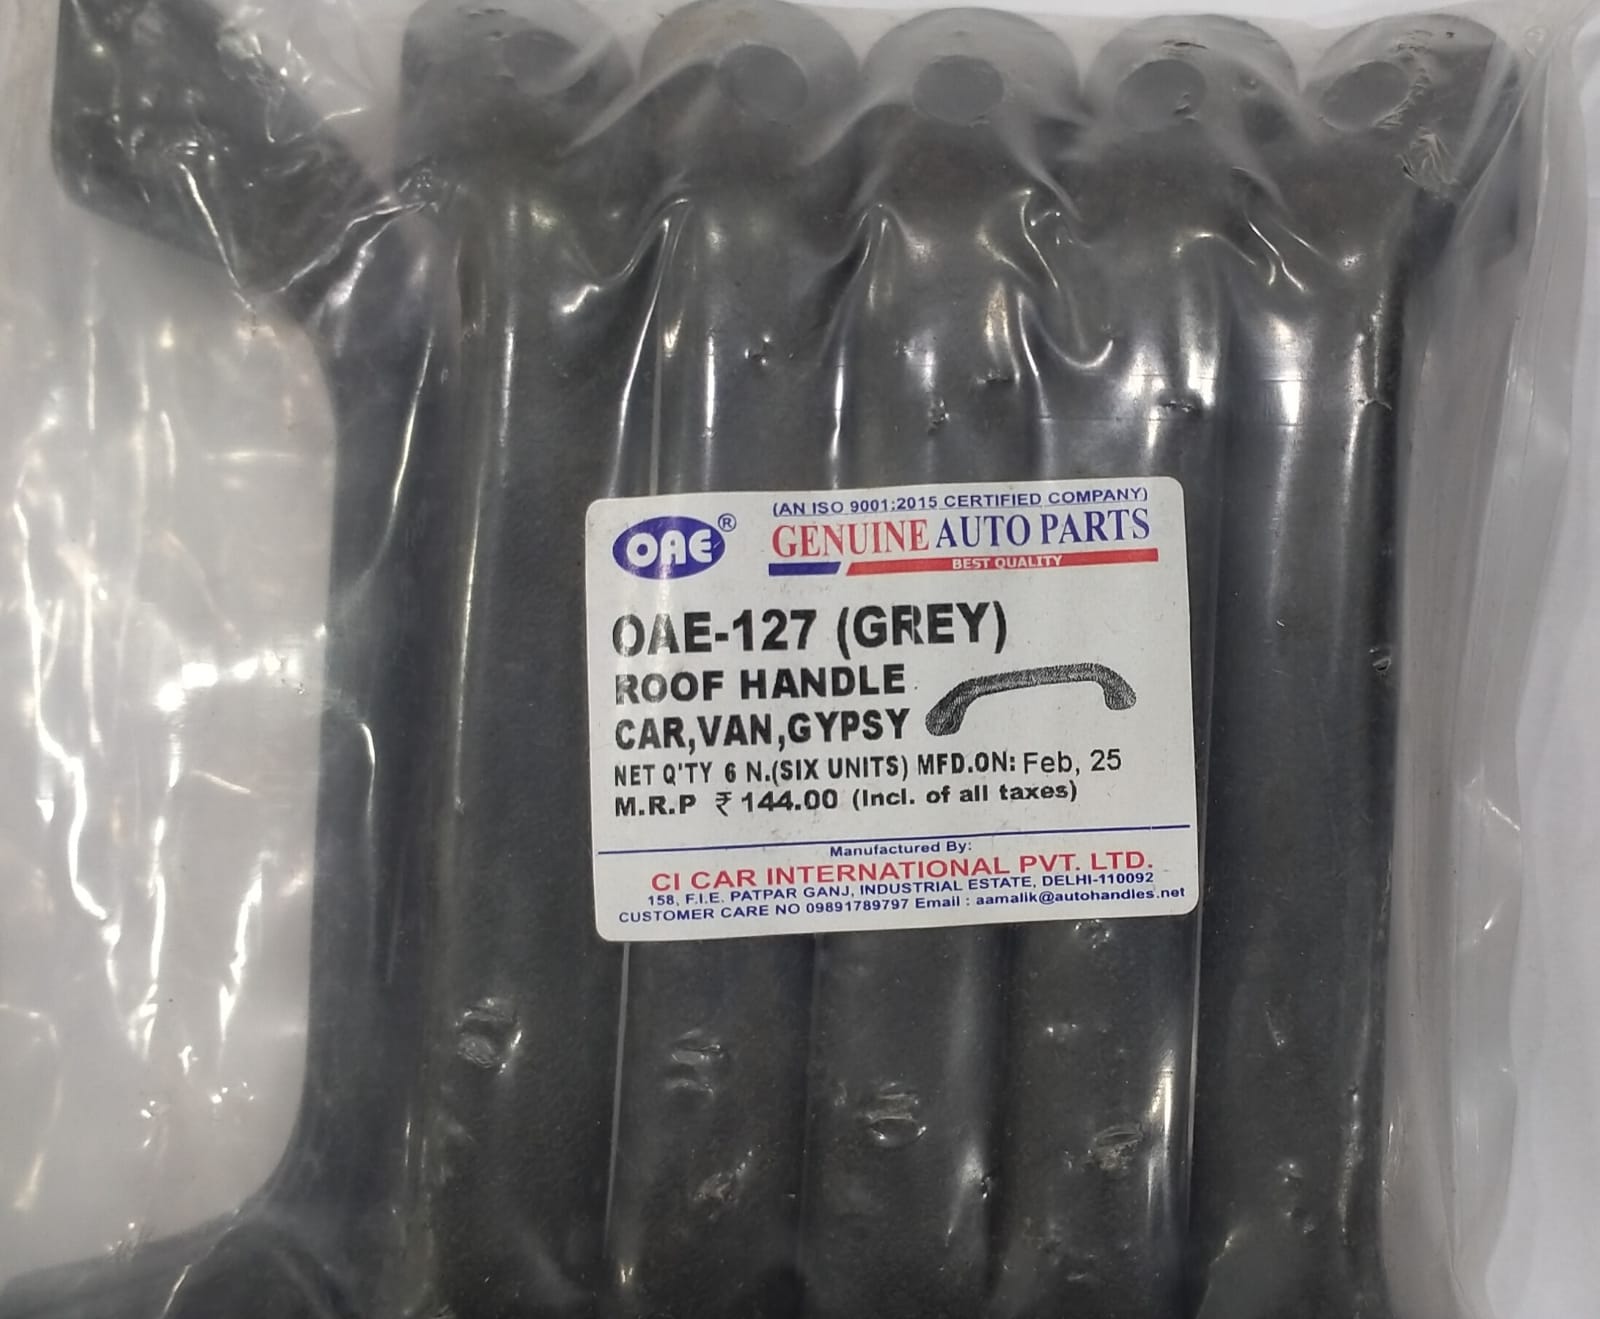 (AN ISO 9001:2015 CERTIFIED COMPANY)
OAE®
GENUINE AUTO PARTS
BEST QUALITY
OAE-127 (GREY)
ROOF HANDLE
CAR,VAN,GYPSY
NET Q'TY 6 N.(SIX UNITS) MFD.ON: Feb, 25
M.R.P ₹ 144.00 (Incl. of all taxes)
Manufactured By:
CI CAR INTERNATIONAL PVT. LTD.
158, F.I.E. PATPAR GANJ, INDUSTRIAL ESTATE, DELHI-110092
CUSTOMER CARE NO 09891789797 Email : aamalik@autohandles.net